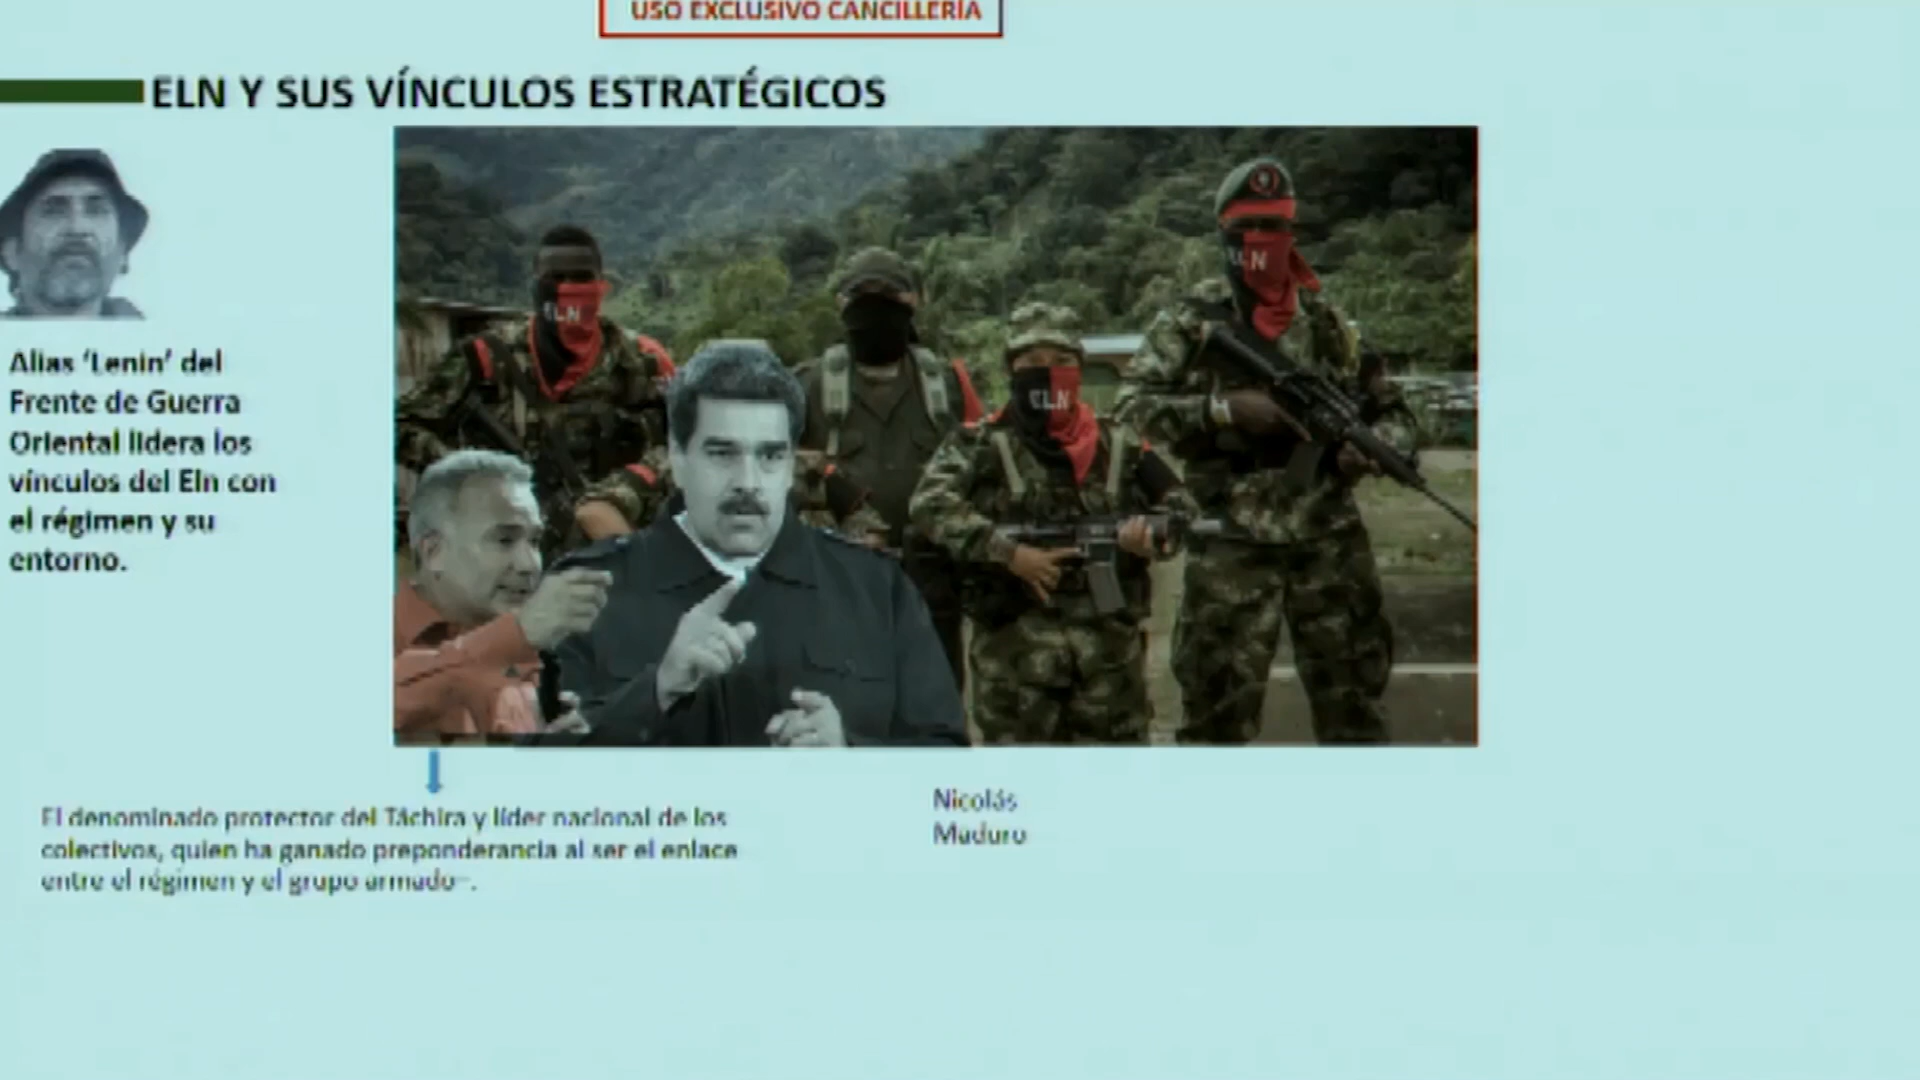 USO EXCLUSIVO CANCILLERÍA
ELN Y SUS VÍNCULOS ESTRATÉGICOS
Alias ‘Lenin’ del
Frente de Guerra
Oriental lidera los
vínculos del Eln con
el régimen y su
entorno.
ELN
ELN
ELN
El denominado protector del Táchira y líder nacional de los
colectivos, quien ha ganado preponderancia al ser el enlace
entre el régimen y el grupo armado–.
Nicolás
Maduro